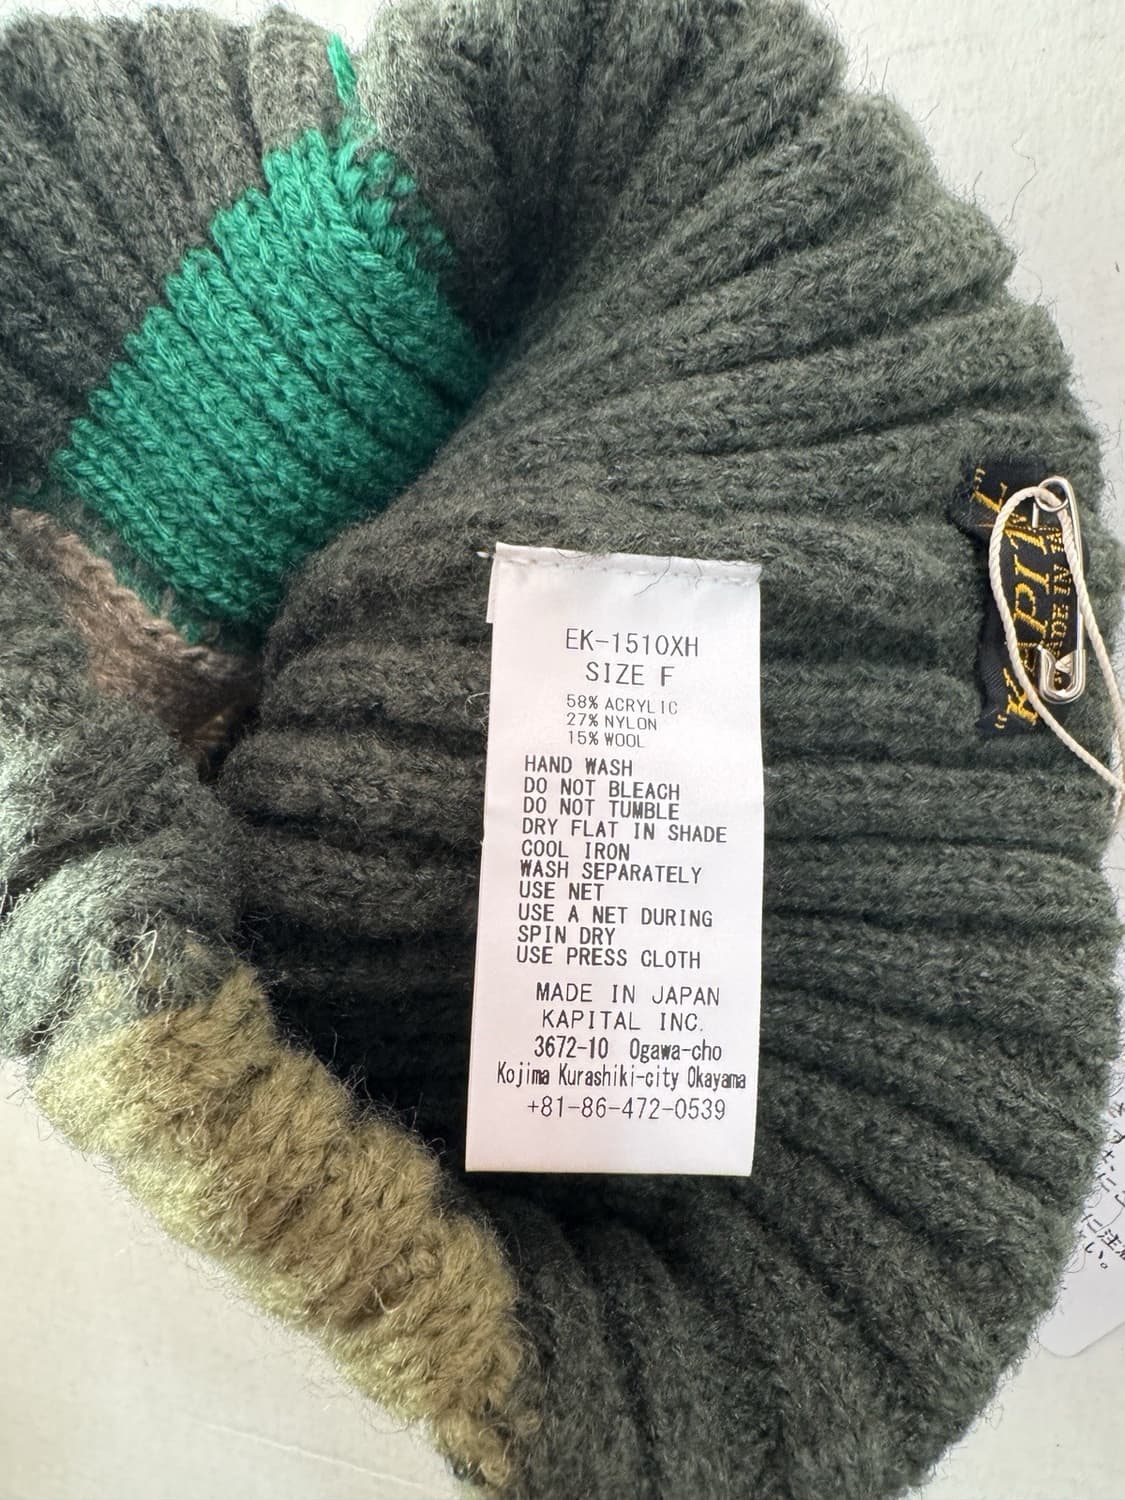 EK-1510XH
SIZE F
58% ACRYLIC
27% NYLON
15% WOOL
HAND WASH
DO NOT BLEACH
DO NOT TUMBLE
DRY FLAT IN SHADE
COOL IRON
WASH SEPARATELY
USE NET
USE A NET DURING
SPIN DRY
USE PRESS CLOTH
MADE IN JAPAN
KAPITAL INC.
3672-10 Ogawa-cho
Kojima Kurashiki-city Okayama
+81-86-472-0539